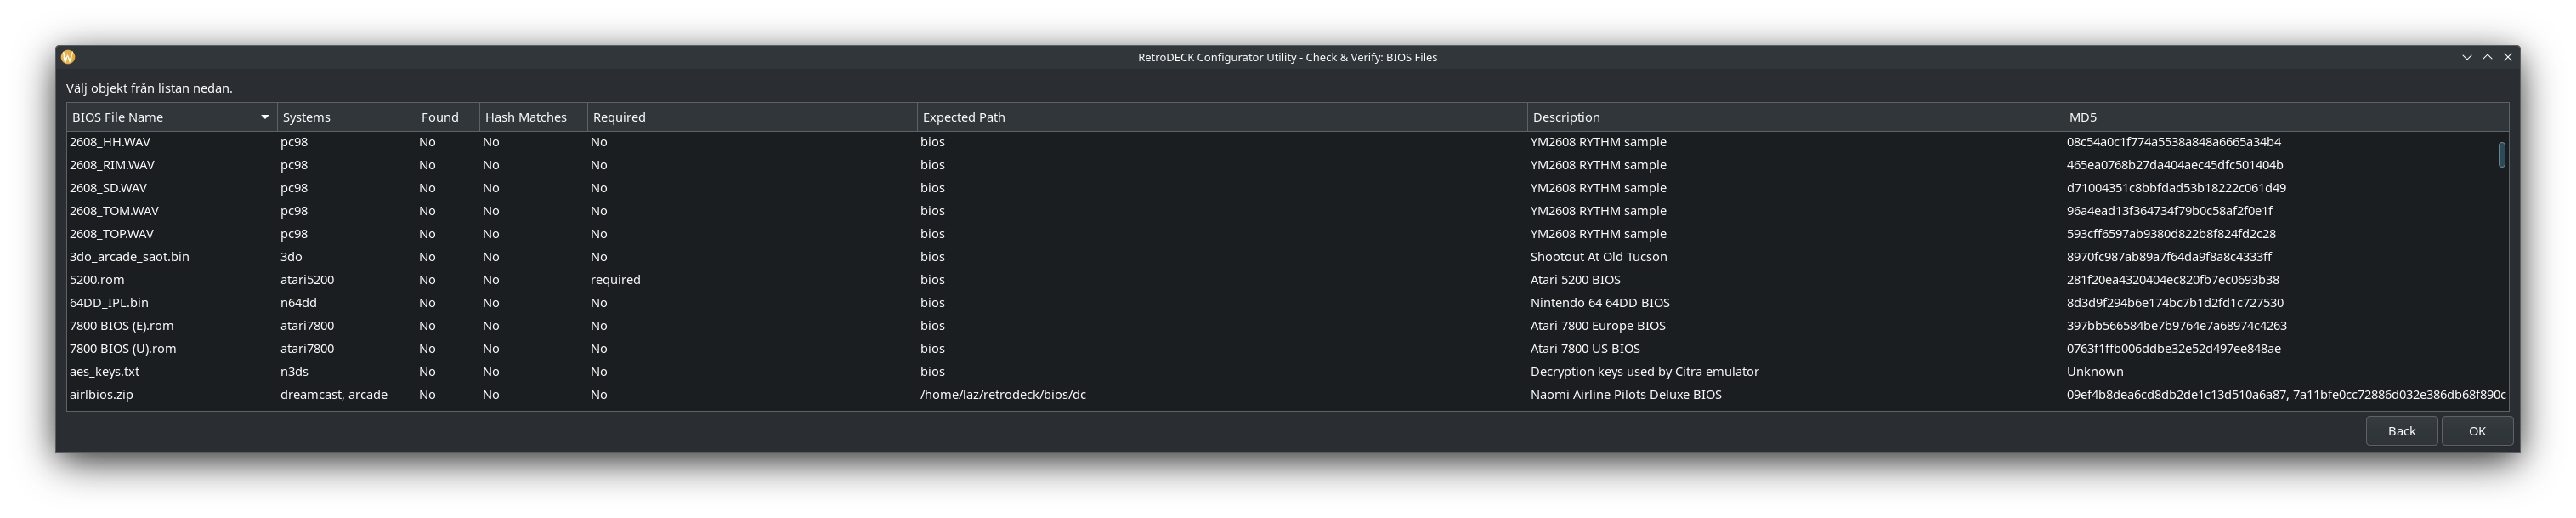 RetroDECK Configurator Utility - Check & Verify: BIOS Files
Välj objekt från listan nedan.
BIOS File Name Systems Found Hash Matches Required Expected Path Description MD5
2608_HH.WAV pc98 No No No bios YM2608 RYTHM sample 08c54a0c1f774a5538a848a6665a34b4
2608_RIM.WAV pc98 No No No bios YM2608 RYTHM sample 465ea0768b27da404aec45dfc501404b
2608_SD.WAV pc98 No No No bios YM2608 RYTHM sample d71004351c8bbfdad53b18222c061d49
2608_TOM.WAV pc98 No No No bios YM2608 RYTHM sample 96a4ead13f364734f79b0c58af2f0e1f
2608_TOP.WAV pc98 No No No bios YM2608 RYTHM sample 593cff6597ab9380d822b8f824fd2c28
3do_arcade_saot.bin 3do No No No bios Shootout At Old Tucson 8970fc987ab89a7f64da9f8a8c4333ff
5200.rom atari5200 No No required bios Atari 5200 BIOS 281f20ea4320404ec820fb7ec0693b38
64DD_IPL.bin n64dd No No No bios Nintendo 64 64DD BIOS 8d3d9f294b6e174bc7b1d2fd1c727530
7800 BIOS (E).rom atari7800 No No No bios Atari 7800 Europe BIOS 397bb566584be7b9764e7a68974c4263
7800 BIOS (U).rom atari7800 No No No bios Atari 7800 US BIOS 0763f1ffb006ddbe32e52d497ee848ae
aes_keys.txt n3ds No No No bios Decryption keys used by Citra emulator Unknown
airlbios.zip dreamcast, arcade No No No /home/laz/retrodeck/bios/dc Naomi Airline Pilots Deluxe BIOS 09ef4b8dea6cd8db2de1c13d510a6a87, 7a11bfe0cc72886d032e386db68f890c
Back OK